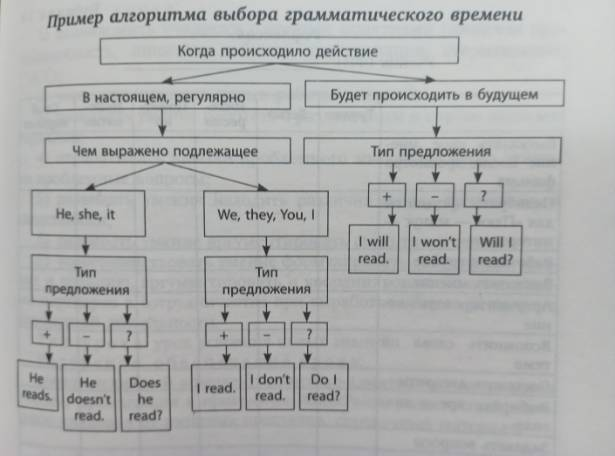 Пример алгоритма выбора грамматического времени
Когда происходило действие
В настоящем, регулярно
Будет происходить в будущем
Чем выражено подлежащее
Тип предложения
+
–
?
He, she, it
We, they, You, I
I will
read.
I won't
read.
Will I
read?
Тип
предложения
Тип
предложения
+
–
?
+
–
?
He
reads.
He
doesn't
read.
Does
he
read?
I read.
I don't
read.
Do I
read?